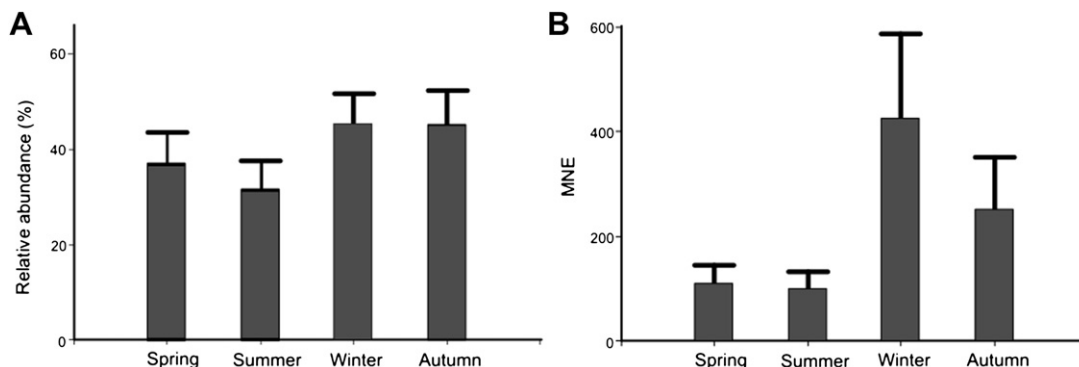 A
Relative abundance (%)
60
40
20
0
Spring Summer Winter Autumn
B
MNE
600
400
200
0
Spring Summer Winter Autumn